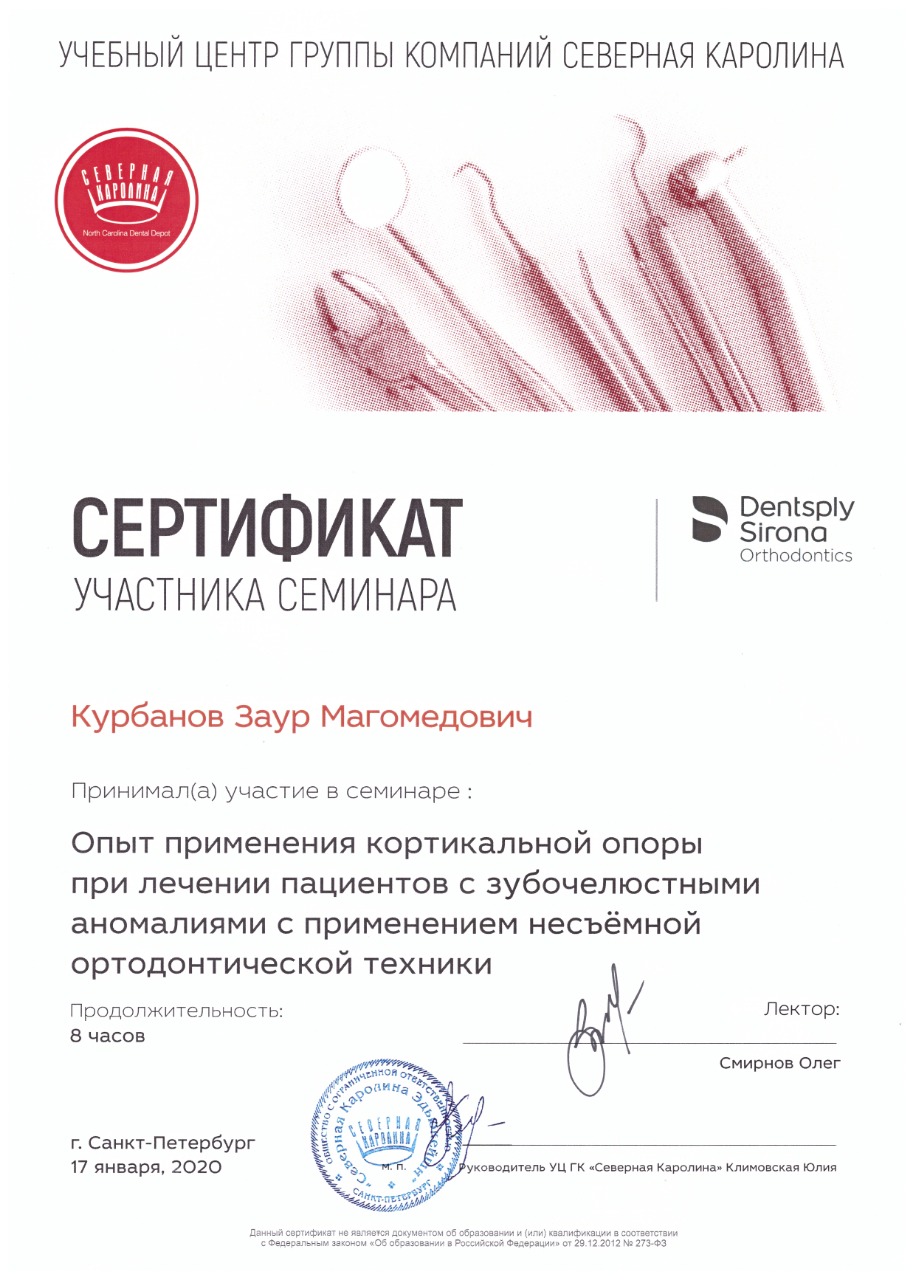 УЧЕБНЫЙ ЦЕНТР ГРУППЫ КОМПАНИЙ СЕВЕРНАЯ КАРОЛИНА
СЕВЕРНАЯ
КАРОЛИНА
North Carolina Dental Depot
СЕРТИФИКАТ
УЧАСТНИКА СЕМИНАРА
Dentsply
Sirona
Orthodontics
Курбанов Заур Магомедович
Принимал(а) участие в семинаре :
Опыт применения кортикальной опоры
при лечении пациентов с зубочелюстными
аномалиями с применением несъёмной
ортодонтической техники
Продолжительность:
8 часов
Лектор:
Смирнов Олег
ОБЩЕСТВО С ОГРАНИЧЕННОЙ ОТВЕТСТВЕННОСТЬЮ
"Северная Каролина
СЕВЕРНАЯ
КАРОЛИНА
М. П.
САНКТ-ПЕТЕРБУРГ
г. Санкт-Петербург
17 января, 2020
Руководитель УЦ ГК «Северная Каролина» Климовская Юлия
Данный сертификат не является документом об образовании и (или) квалификации в соответствии
с Федеральным законом «Об образовании в Российской Федерации» от 29.12.2012 № 273-ФЗ